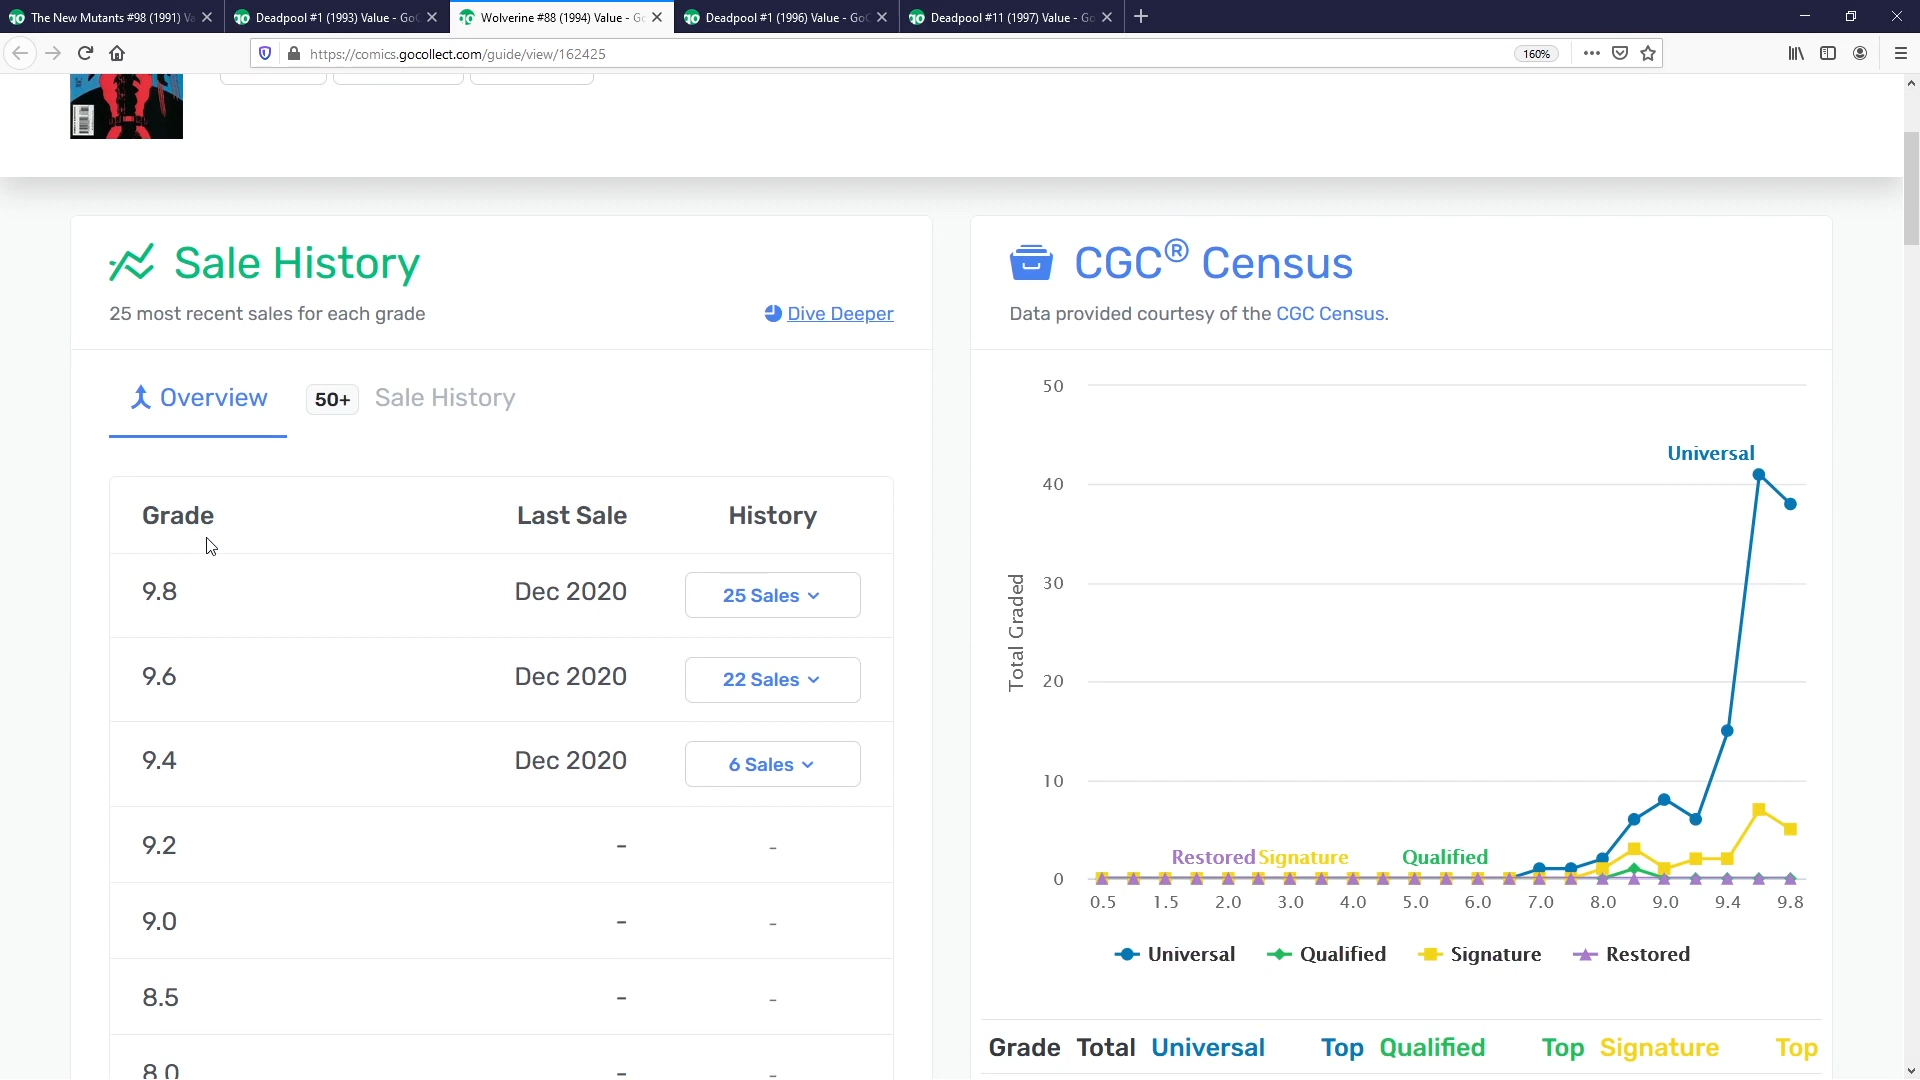 The New Mutants #98 (1991) Va
Deadpool #1 (1993) Value - GoC
Wolverine #88 (1994) Value - Go
Deadpool #1 (1996) Value - GoC
Deadpool #11 (1997) Value - Go
https://comics.gocollect.com/guide/view/162425
160%
Sale History
25 most recent sales for each grade
Dive Deeper
Overview
50+ Sale History
Grade Last Sale History
9.8 Dec 2020 25 Sales
9.6 Dec 2020 22 Sales
9.4 Dec 2020 6 Sales
9.2 - -
9.0 - -
8.5 - -
8.0 - -
CGC® Census
Data provided courtesy of the CGC Census.
50
40
30
20
10
0
Total Graded
Universal
Restored Signature Qualified
0.5 1.5 2.0 3.0 4.0 5.0 6.0 7.0 8.0 9.0 9.4 9.8
Universal Qualified Signature Restored
Grade Total Universal Top Qualified Top Signature Top